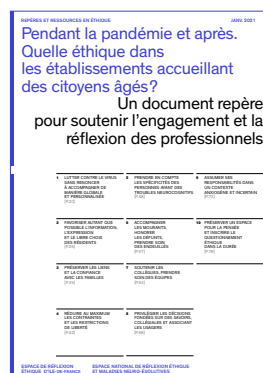 REPÈRES ET RESSOURCES EN ÉTHIQUE
JANV. 2021
Pendant la pandémie et après.
Quelle éthique dans
les établissements accueillant
des citoyens âgés?
Un document repère
pour soutenir l'engagement et la
réflexion des professionnels
1 LUTTER CONTRE LE VIRUS
SANS RENONCER
À ACCOMPAGNER DE
MANIÈRE GLOBALE
ET PERSONNALISÉE
2 FAVORISER AUTANT QUE
POSSIBLE L'INFORMATION,
L'EXPRESSION
ET LE LIBRE CHOIX
DES RÉSIDENTS
3 PRÉSERVER LES LIENS
ET LA CONFIANCE
AVEC LES FAMILLES
4 RÉDUIRE AU MAXIMUM
LES CONTRAINTES
ET LES RESTRICTIONS
DE LIBERTÉ
5 PRENDRE EN COMPTE
LES SPÉCIFICITÉS DES
PERSONNES AYANT DES
TROUBLES NEUROCOGNITIFS
6 ACCOMPAGNER
LES MOURANTS,
HONORER
LES DÉFUNTS,
PRENDRE SOIN
DES ENDEUILLÉS
7 SOUTENIR LES
COLLÈGUES, PRENDRE
SOIN DES ÉQUIPES
8 PRIVILÉGIER LES DÉCISIONS
FONDÉES SUR DES SAVOIRS,
COLLÉGIALES ET ASSOCIANT
LES USAGERS
9 ASSUMER SES
RESPONSABILITÉS DANS
UN CONTEXTE
ANXIOGÈNE ET INCERTAIN
10 PRÉSERVER UN ESPACE
POUR LA PENSÉE
ET INSCRIRE LE
QUESTIONNEMENT
ÉTHIQUE
DANS LA DURÉE
ESPACE DE RÉFLEXION
ÉTHIQUE D'ÎLE-DE-FRANCE
ESPACE NATIONAL DE RÉFLEXION ÉTHIQUE
ET MALADIES NEURO-ÉVOLUTIVES